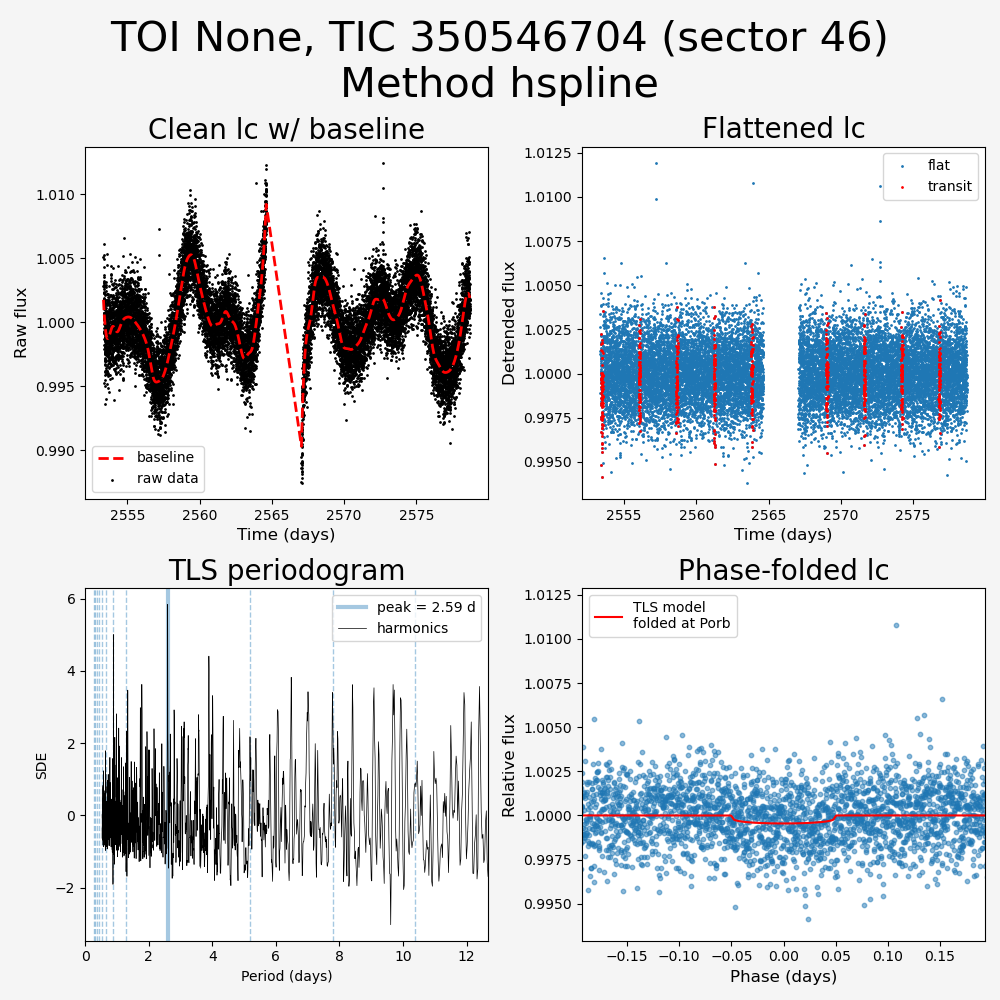 TOI None, TIC 350546704 (sector 46)
Method hspline
Clean lc w/ baseline
1.010
1.005
1.000
0.995
0.990
Raw flux
baseline
raw data
2555
2560
2565
2570
2575
Time (days)
Flattened lc
1.0125
1.0100
1.0075
1.0050
1.0025
1.0000
0.9975
0.9950
Detrended flux
flat
transit
2555
2560
2565
2570
2575
Time (days)
TLS periodogram
6
4
2
0
−2
SDE
peak = 2.59 d
harmonics
0
2
4
6
8
10
12
Period (days)
Phase-folded lc
1.0125
1.0100
1.0075
1.0050
1.0025
1.0000
0.9975
0.9950
Relative flux
TLS model
folded at Porb
−0.15
−0.10
−0.05
0.00
0.05
0.10
0.15
Phase (days)